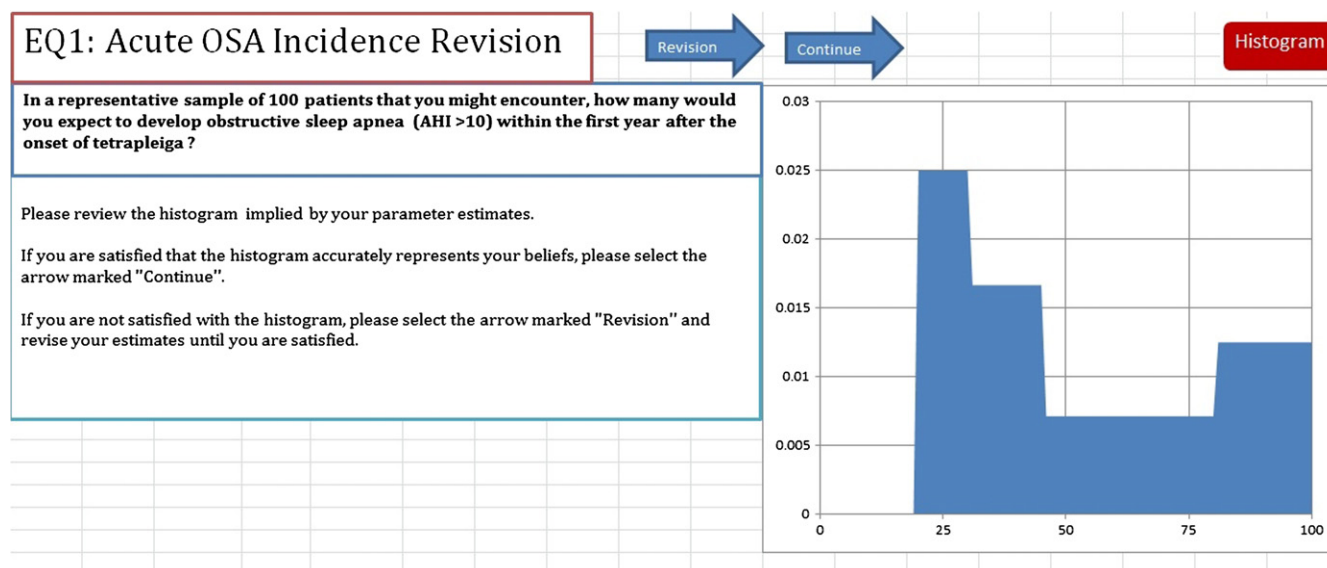 EQ1: Acute OSA Incidence Revision
Revision
Continue
Histogram
In a representative sample of 100 patients that you might encounter, how many would
you expect to develop obstructive sleep apnea (AHI >10) within the first year after the
onset of tetrapleiga ?
Please review the histogram implied by your parameter estimates.
If you are satisfied that the histogram accurately represents your beliefs, please select the
arrow marked "Continue".
If you are not satisfied with the histogram, please select the arrow marked "Revision" and
revise your estimates until you are satisfied.
0.03
0.025
0.02
0.015
0.01
0.005
0
0 25 50 75 100